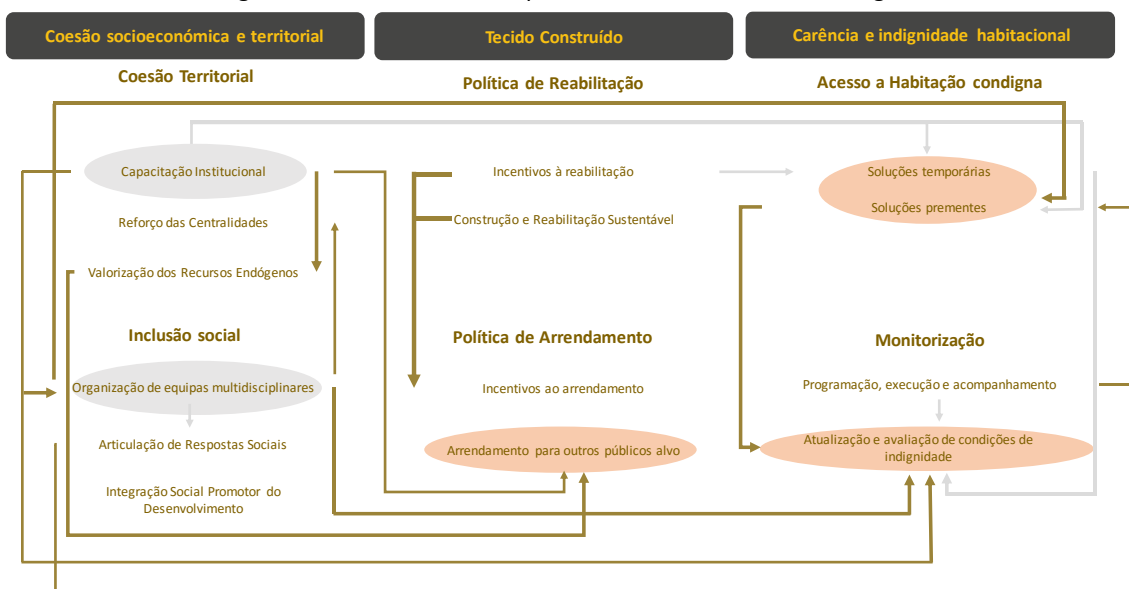 Coesão socioeconómica e territorial
Tecido Construído
Carência e indignidade habitacional
Coesão Territorial
Política de Reabilitação
Acesso a Habitação condigna
Capacitação Institucional
Incentivos à reabilitação
Soluções temporárias
Soluções prementes
Reforço das Centralidades
Construção e Reabilitação Sustentável
Valorização dos Recursos Endógenos
Inclusão social
Política de Arrendamento
Monitorização
Organização de equipas multidisciplinares
Incentivos ao arrendamento
Programação, execução e acompanhamento
Articulação de Respostas Sociais
Arrendamento para outros públicos alvo
Atualização e avaliação de condições de
indignidade
Integração Social Promotor do
Desenvolvimento